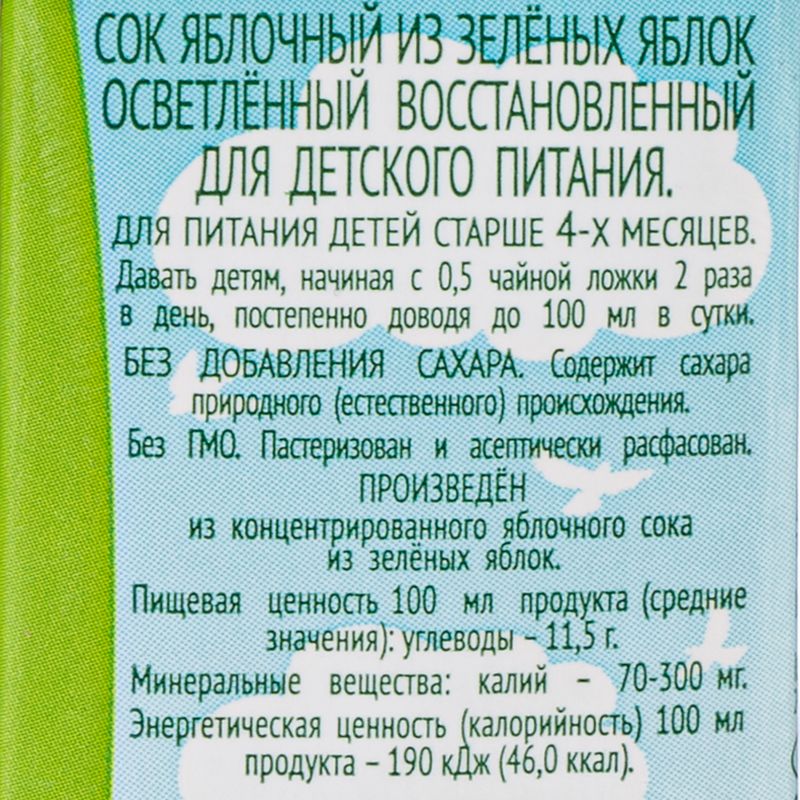 СОК ЯБЛОЧНЫЙ ИЗ ЗЕЛЁНЫХ ЯБЛОК
ОСВЕТЛЁННЫЙ ВОССТАНОВЛЕННЫЙ
ДЛЯ ДЕТСКОГО ПИТАНИЯ.
ДЛЯ ПИТАНИЯ ДЕТЕЙ СТАРШЕ 4-Х МЕСЯЦЕВ.
Давать детям, начиная с 0,5 чайной ложки 2 раза
в день, постепенно доводя до 100 мл в сутки.
БЕЗ ДОБАВЛЕНИЯ САХАРА. Содержит сахара
природного (естественного) происхождения.
Без ГМО. Пастеризован и асептически расфасован.
ПРОИЗВЕДЁН
из концентрированного яблочного сока
из зелёных яблок.
Пищевая ценность 100 мл продукта (средние
значения): углеводы – 11,5 г.
Минеральные вещества: калий – 70-300 мг.
Энергетическая ценность (калорийность) 100 мл
продукта – 190 кДж (46,0 ккал).